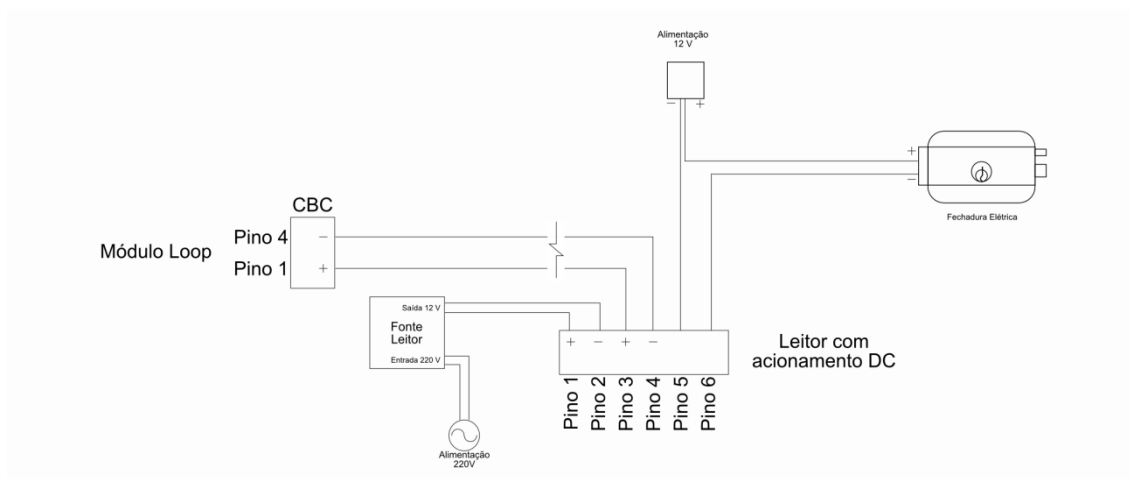 Alimentação
12 V
− +
+
−
Fechadura Elétrica
CBC
Módulo Loop
Pino 4 −
Pino 1 +
Saída 12 V
Fonte
Leitor
Entrada 220 V
Alimentação
220V
+ − + −
Pino 1
Pino 2
Pino 3
Pino 4
Pino 5
Pino 6
Leitor com
acionamento DC